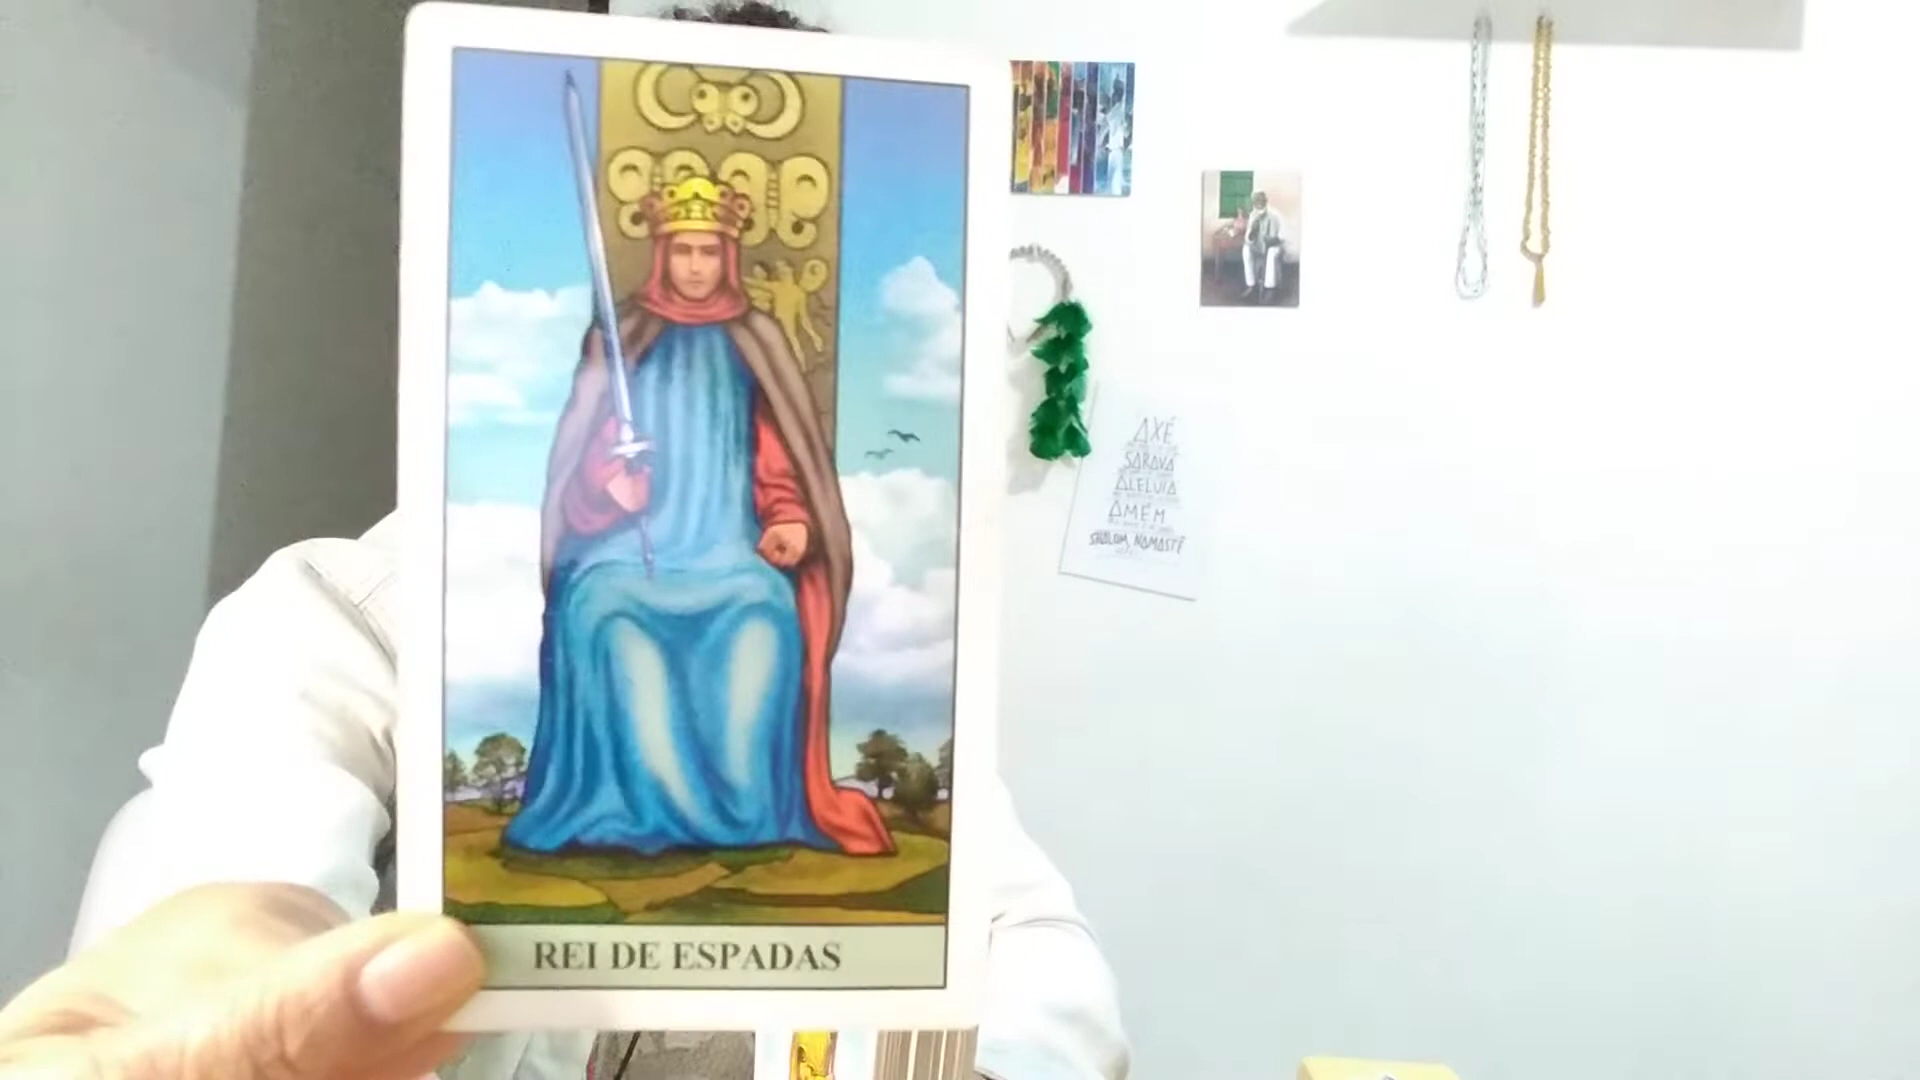 REI DE ESPADAS
AXÉ
SARAVÁ
ALELUIA
AMÉM
SHALOM, NAMASTÊ